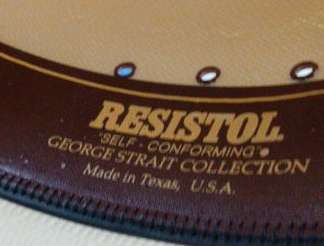 RESISTOL
"SELF - CONFORMING"®
GEORGE STRAIT COLLECTION
Made in Texas, U.S.A.